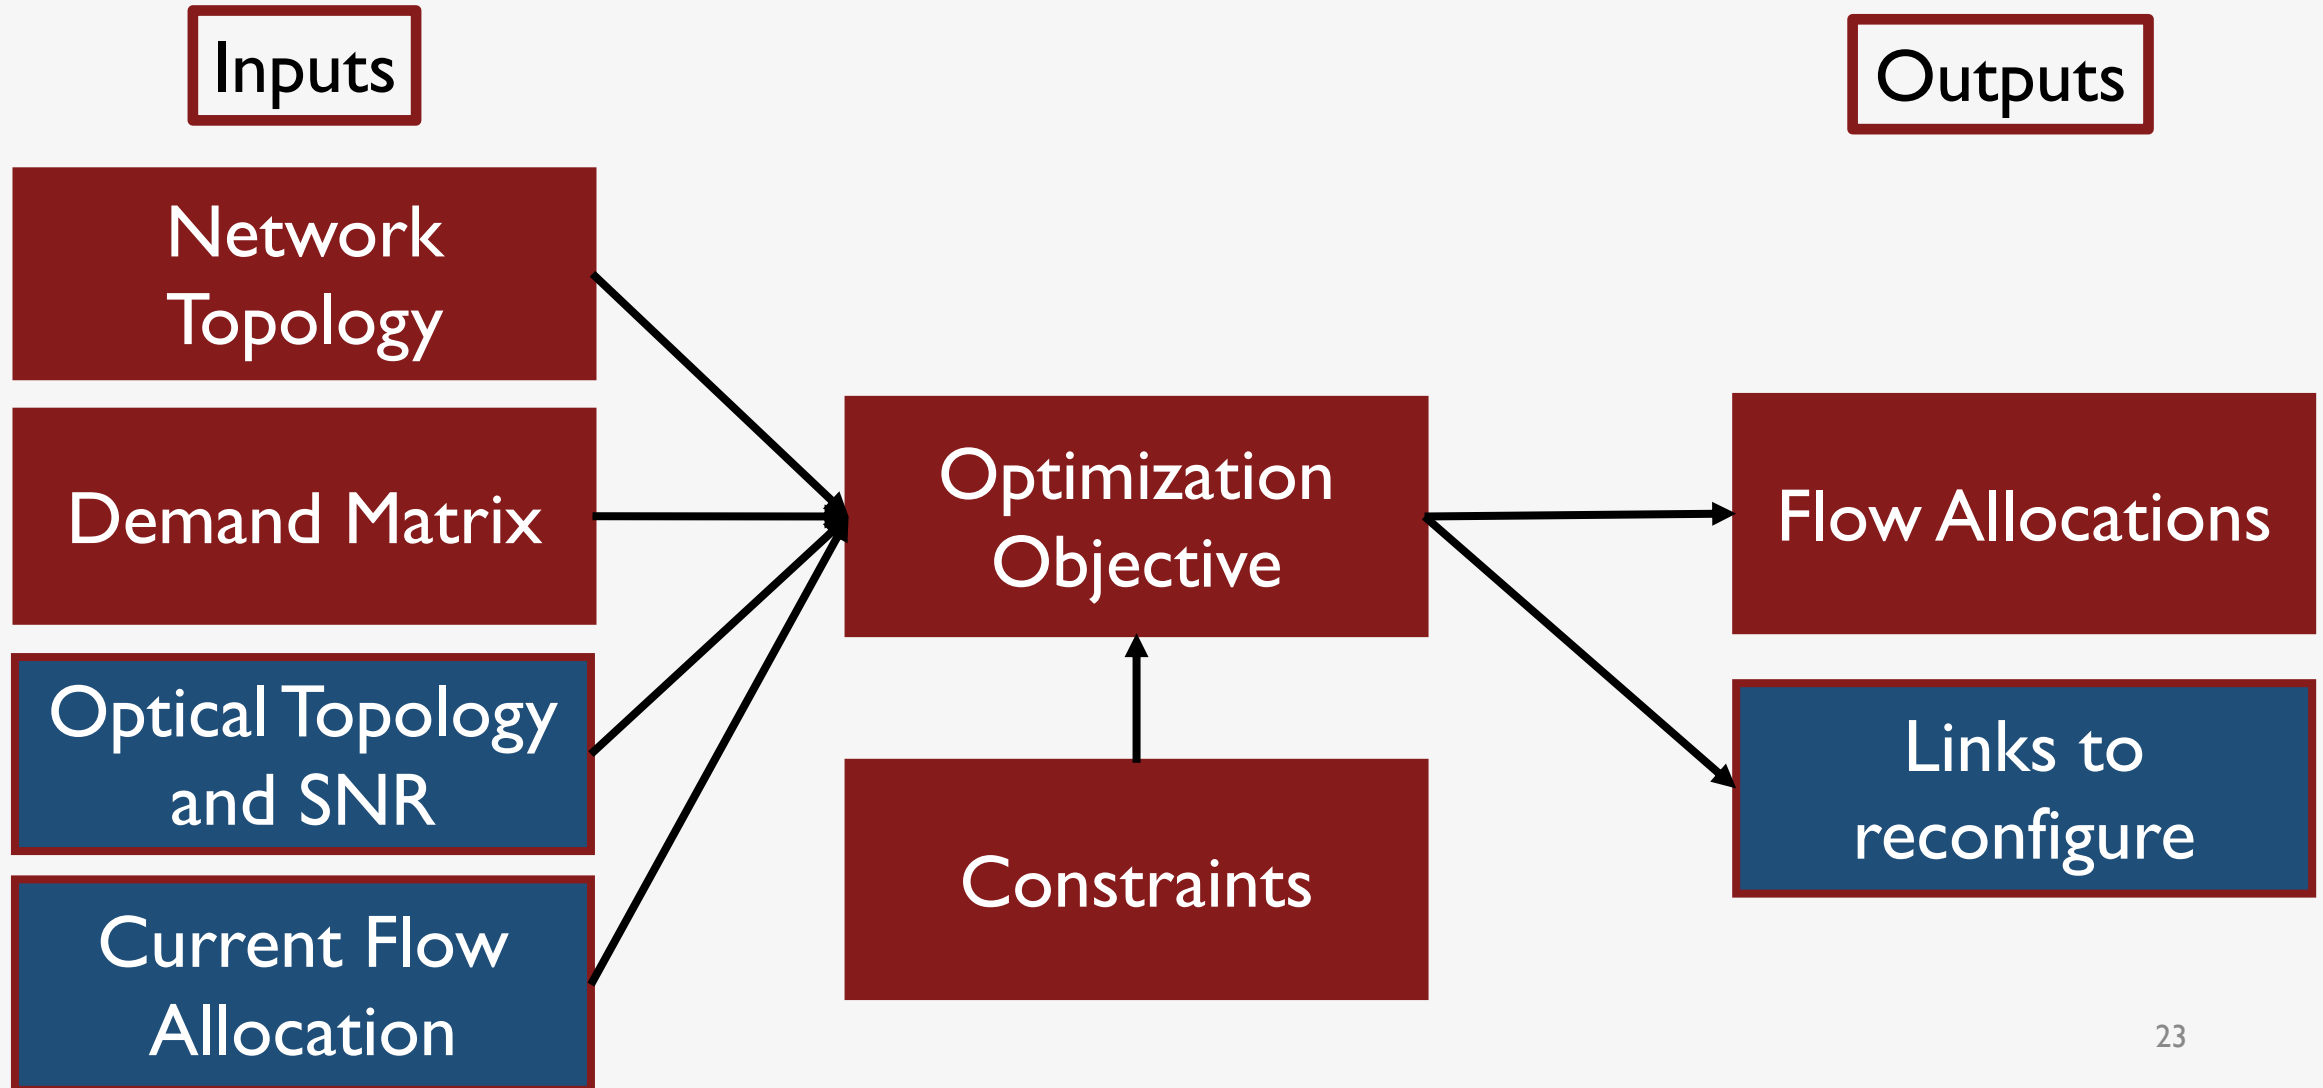 Inputs
Outputs
Network
Topology
Demand Matrix
Optical Topology
and SNR
Current Flow
Allocation
Optimization
Objective
Constraints
Flow Allocations
Links to
reconfigure
23